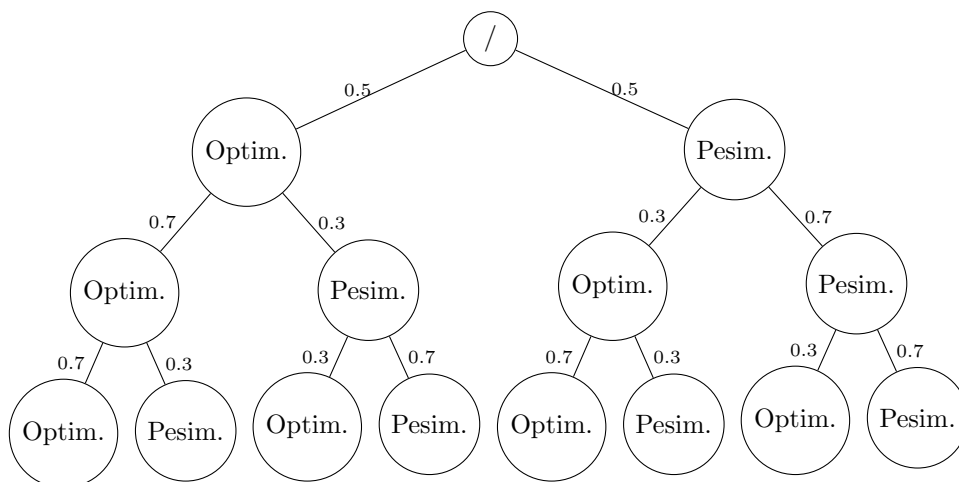 /
0.5 0.5
Optim. Pesim.
0.7 0.3 0.3 0.7
Optim. Pesim. Optim. Pesim.
0.7 0.3 0.3 0.7 0.7 0.3 0.3 0.7
Optim. Pesim. Optim. Pesim. Optim. Pesim. Optim. Pesim.